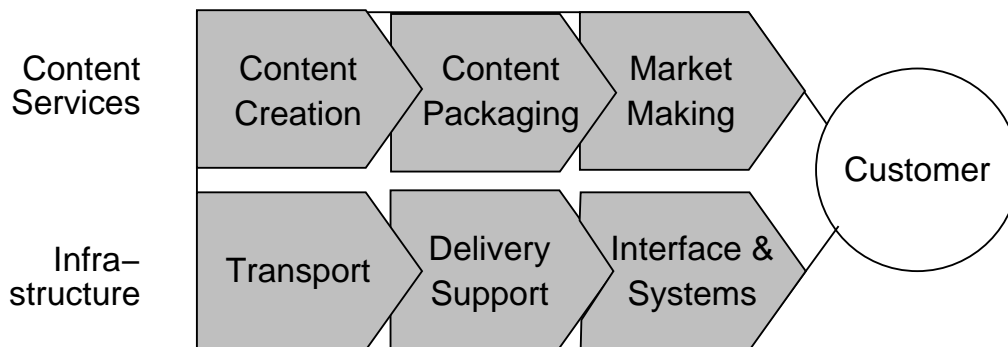 Content
Services
Content
Creation
Content
Packaging
Market
Making
Customer
Infra–
structure
Transport
Delivery
Support
Interface &
Systems